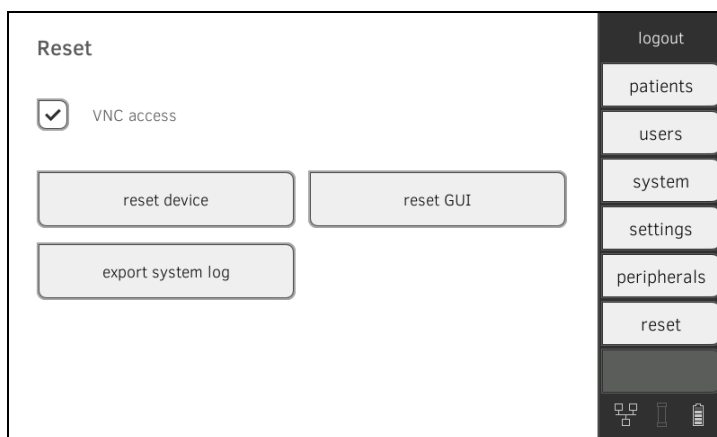 Reset
VNC access
reset device
reset GUI
export system log
logout
patients
users
system
settings
peripherals
reset